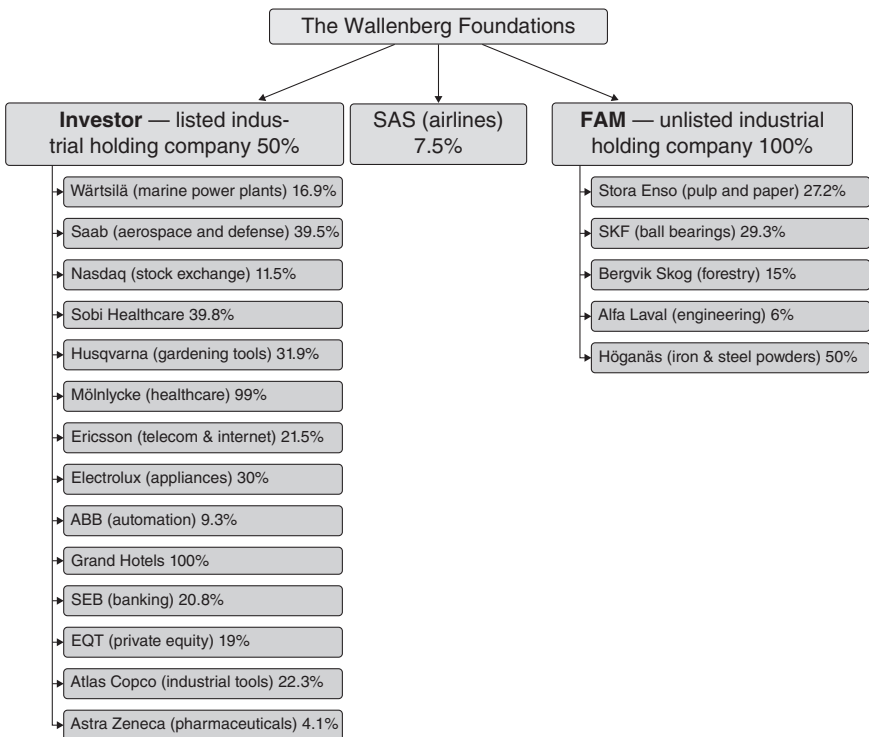 The Wallenberg Foundations
Investor — listed indus-
trial holding company 50%
SAS (airlines)
7.5%
FAM — unlisted industrial
holding company 100%
Wärtsilä (marine power plants) 16.9%
Saab (aerospace and defense) 39.5%
Nasdaq (stock exchange) 11.5%
Sobi Healthcare 39.8%
Husqvarna (gardening tools) 31.9%
Mölnlycke (healthcare) 99%
Ericsson (telecom & internet) 21.5%
Electrolux (appliances) 30%
ABB (automation) 9.3%
Grand Hotels 100%
SEB (banking) 20.8%
EQT (private equity) 19%
Atlas Copco (industrial tools) 22.3%
Astra Zeneca (pharmaceuticals) 4.1%
Stora Enso (pulp and paper) 27.2%
SKF (ball bearings) 29.3%
Bergvik Skog (forestry) 15%
Alfa Laval (engineering) 6%
Höganäs (iron & steel powders) 50%